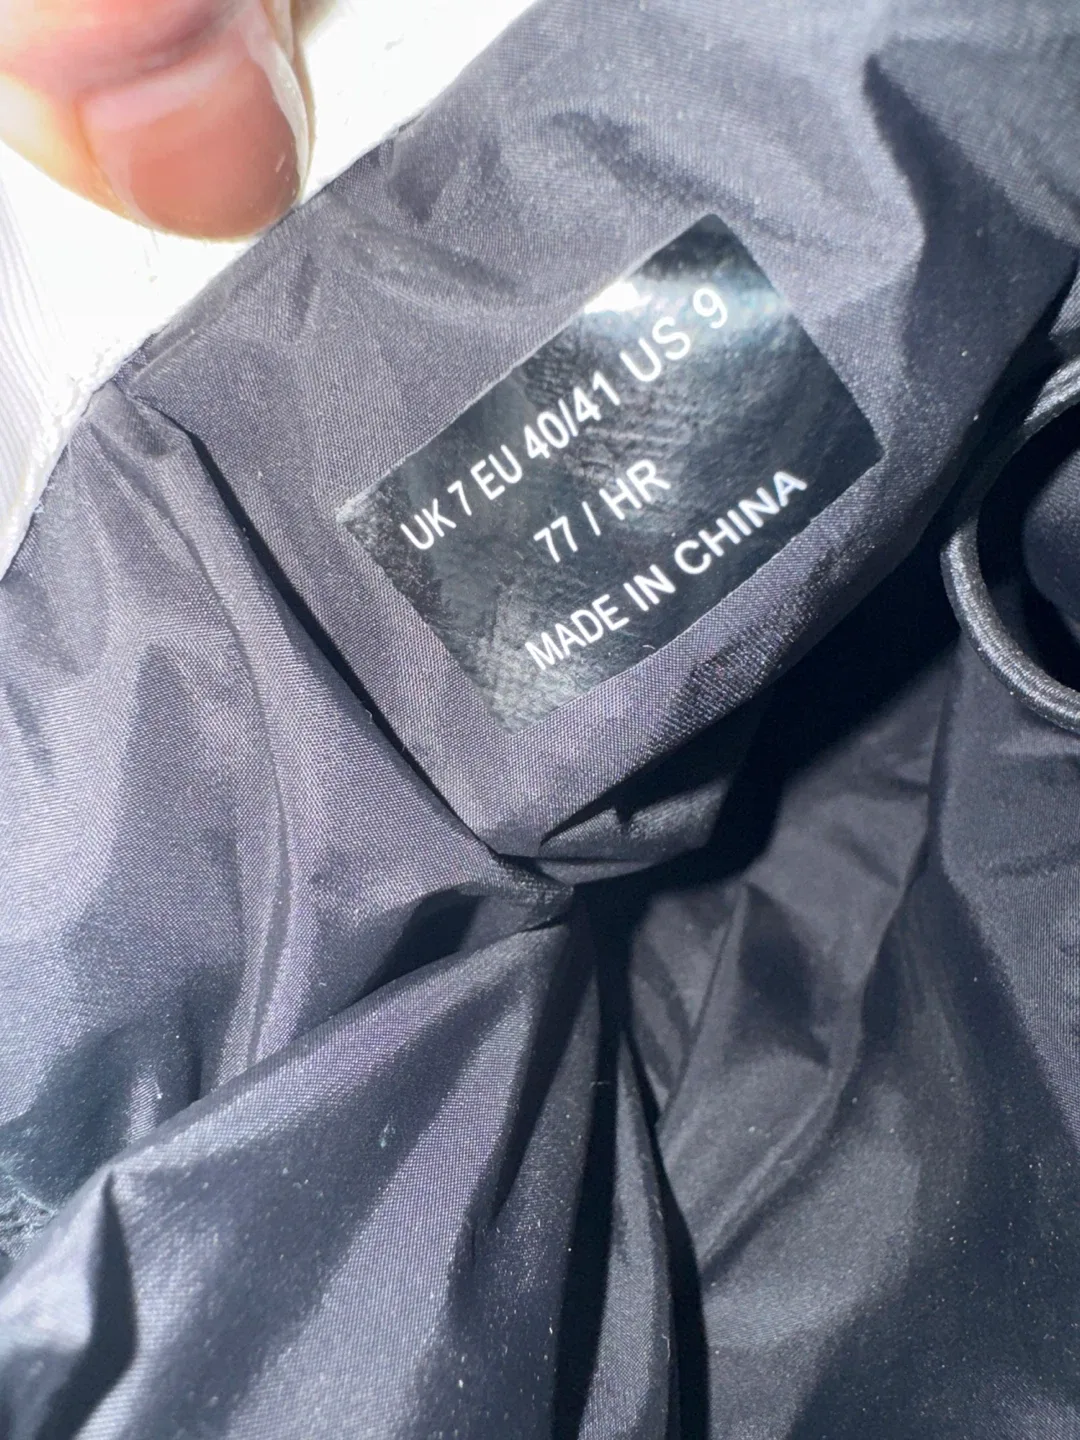 UK 7 EU 40/41 US 9
77 / HR
MADE IN CHINA